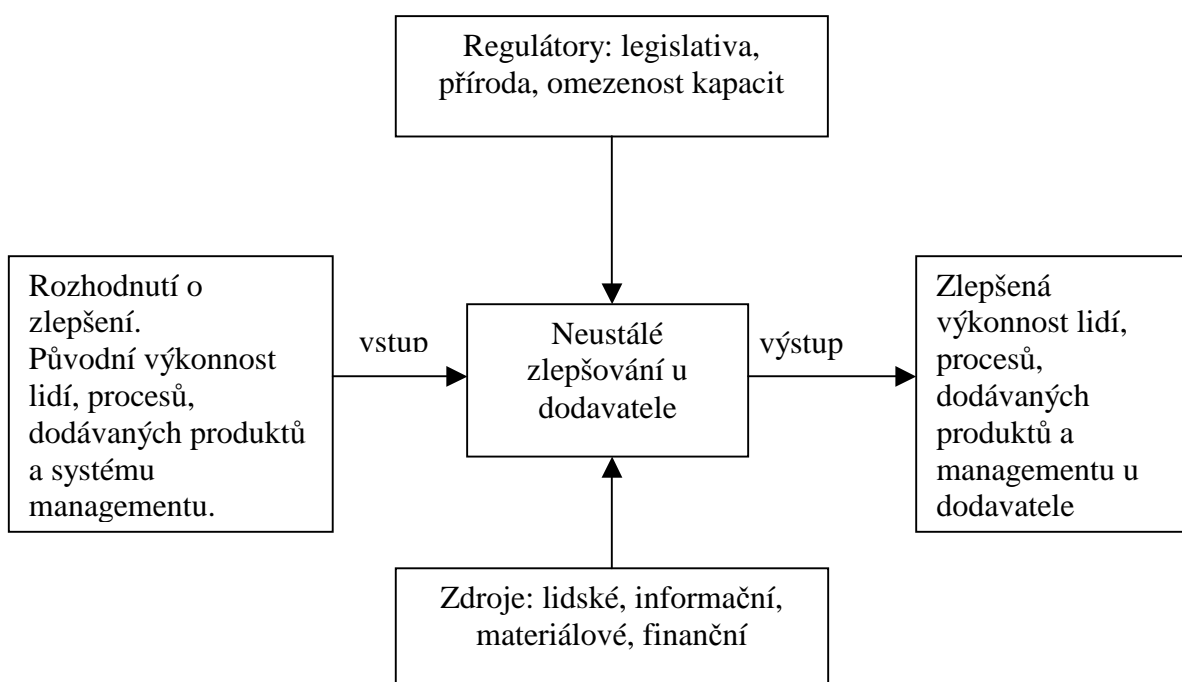 Regulátory: legislativa,
příroda, omezenost kapacit
Rozhodnutí o
zlepšení.
Původní výkonnost
lidí, procesů,
dodávaných produktů
a systému
managementu.
vstup
Neustálé
zlepšování u
dodavatele
výstup
Zlepšená
výkonnost lidí,
procesů,
dodávaných
produktů a
managementu u
dodavatele
Zdroje: lidské, informační,
materiálové, finanční